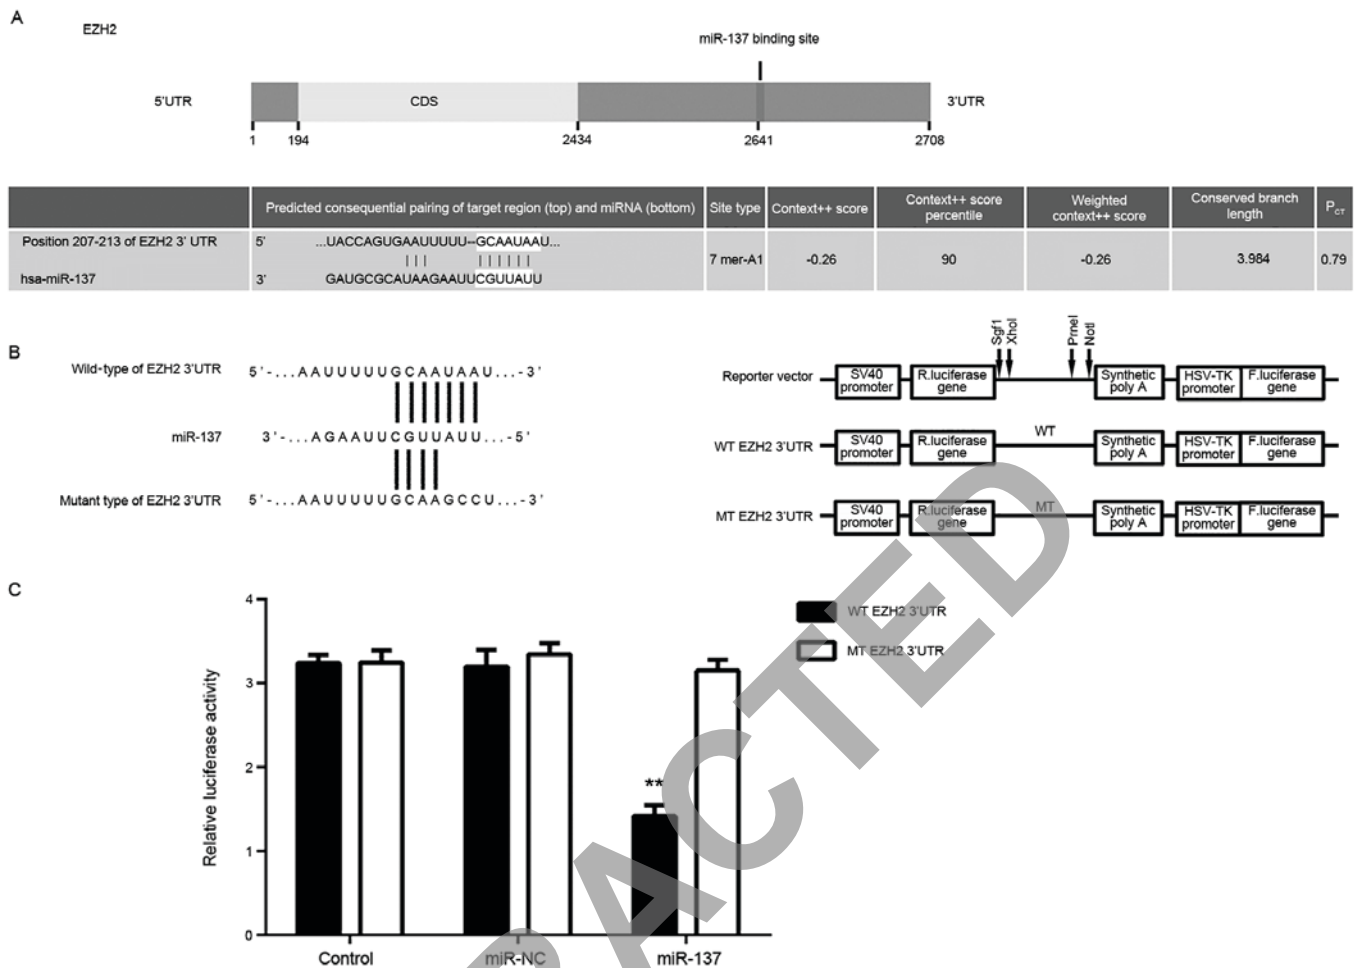 A
EZH2
miR-137 binding site
5'UTR
CDS
3'UTR
1
194
2434
2641
2708
Predicted consequential pairing of target region (top) and miRNA (bottom)
Site type
Context++ score
Context++ score
percentile
Weighted
context++ score
Conserved branch
length
PCT
Position 207-213 of EZH2 3' UTR
5'
...UACCAGUGAAUUUUU--GCAAUAAU...
7 mer-A1
-0.26
90
-0.26
3.984
0.79
hsa-miR-137
3'
GAUGCGCAUAAGAAUUCGUUAUU
B
Wild-type of EZH2 3'UTR
5'-...AAUUUUUGCAAUAAU...-3'
miR-137
3'-...AGAAUUCGUUAUU...-5'
Mutant type of EZH2 3'UTR
5'-...AAUUUUUGCAAGCCU...-3'
Sgf1
XhoI
PmeI
NotI
Reporter vector
SV40
promoter
R.luciferase
gene
Synthetic
poly A
HSV-TK
promoter
F.luciferase
gene
WT EZH2 3'UTR
SV40
promoter
R.luciferase
gene
WT
Synthetic
poly A
HSV-TK
promoter
F.luciferase
gene
MT EZH2 3'UTR
SV40
promoter
R.luciferase
gene
MT
Synthetic
poly A
HSV-TK
promoter
F.luciferase
gene
C
Relative luciferase activity
4
3
2
1
0
**
WT EZH2 3'UTR
MT EZH2 3'UTR
Control
miR-NC
miR-137
RACTED